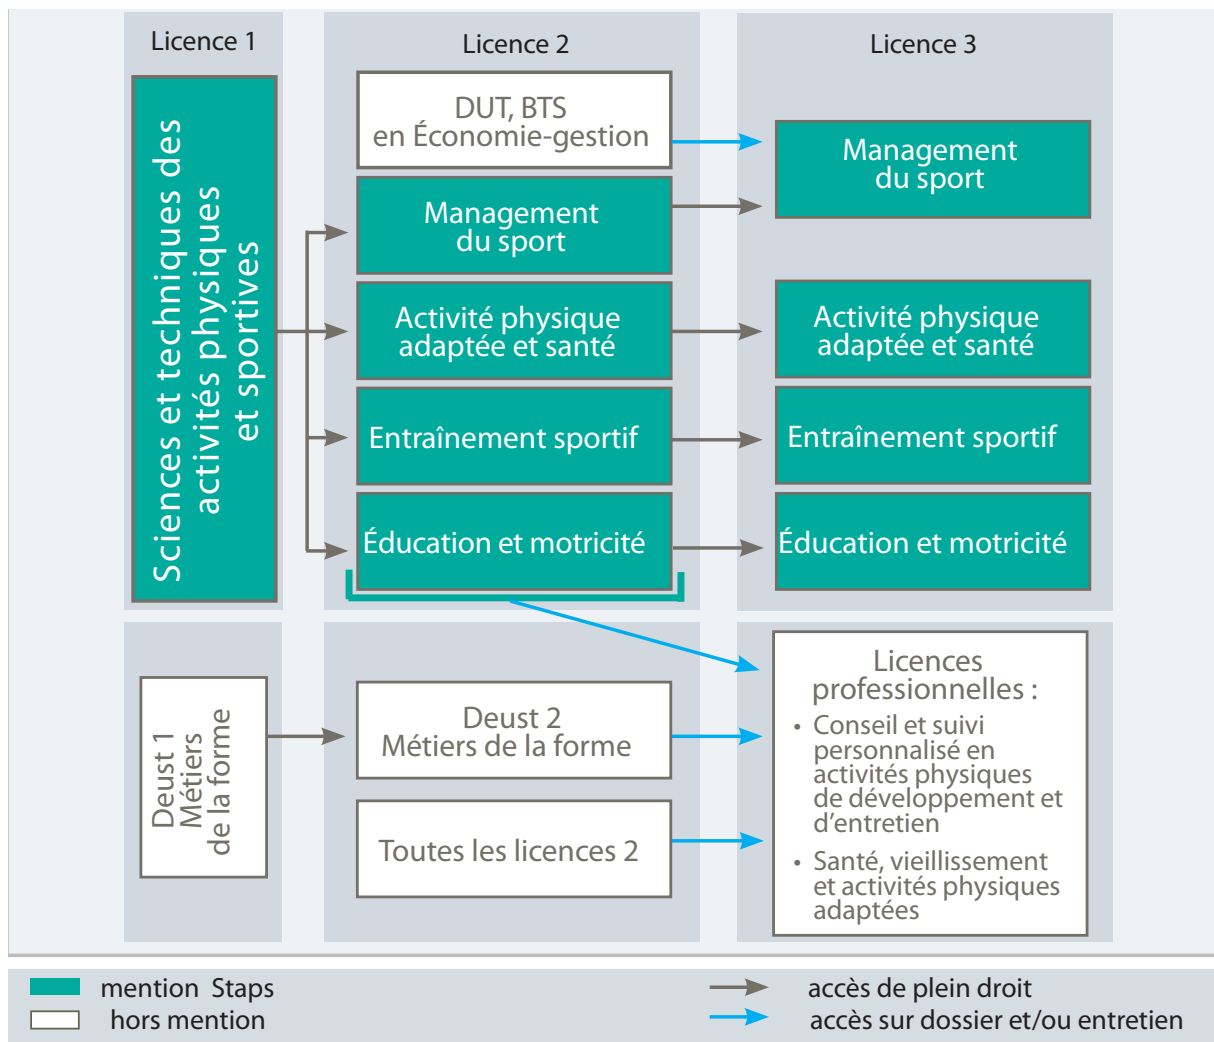 Licence 1
Licence 2
Licence 3
Sciences et techniques des
activités physiques
et sportives
DUT, BTS
en Économie-gestion
Management
du sport
Management
du sport
Activité physique
adaptée et santé
Activité physique
adaptée et santé
Entraînement sportif
Entraînement sportif
Éducation et motricité
Éducation et motricité
Deust 1
Métiers
de la forme
Deust 2
Métiers de la forme
Toutes les licences 2
Licences
professionnelles :
• Conseil et suivi
personnalisé en
activités physiques
de développement et
d'entretien
• Santé, vieillissement
et activités physiques
adaptées
mention Staps
hors mention
accès de plein droit
accès sur dossier et/ou entretien